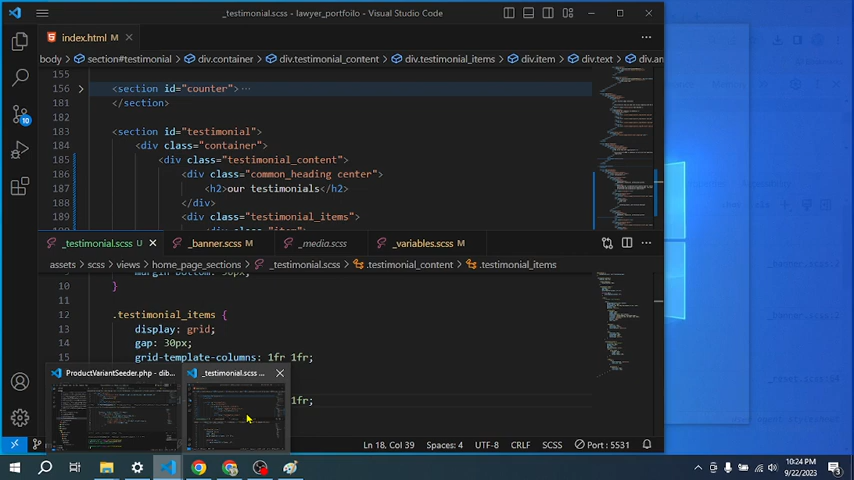 _testimonial.scss - lawyer_portfoilo - Visual Studio Code
index.html M
body > section#testimonial > div.container > div.testimonial_content > div.testimonial_items > div.item > div.text > div.au
155
156 <section id="counter">
181 </section>
182
183 <section id="testimonial">
184 <div class="container">
185 <div class="testimonial_content">
186 <div class="common_heading center">
187 <h2>our testimonials</h2>
188 </div>
189 <div class="testimonial_items">
_testimonial.scss U
_banner.scss M
_media.scss
_variables.scss M
assets > scss > views > home_page_sections > _testimonial.scss > .testimonial_content > .testimonial_items
10 }
11
12 .testimonial_items {
13 display: grid;
14 gap: 30px;
15 grid-template-columns: 1fr 1fr;
ProductVariantSeeder.php - dib...
_testimonial.scss ...
1fr;
10
Ln 18, Col 39 Spaces: 4 UTF-8 CRLF SCSS Port : 5531
10:24 PM
9/22/2023
3